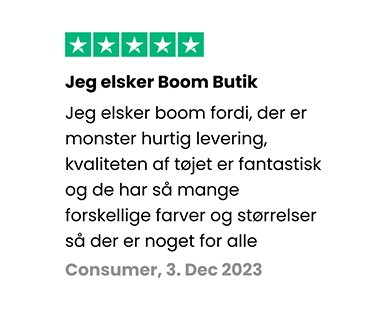 Jeg elsker Boom Butik
Jeg elsker boom fordi, der er
monster hurtig levering,
kvaliteten af tøjet er fantastisk
og de har så mange
forskellige farver og størrelser
så der er noget for alle
Consumer, 3. Dec 2023